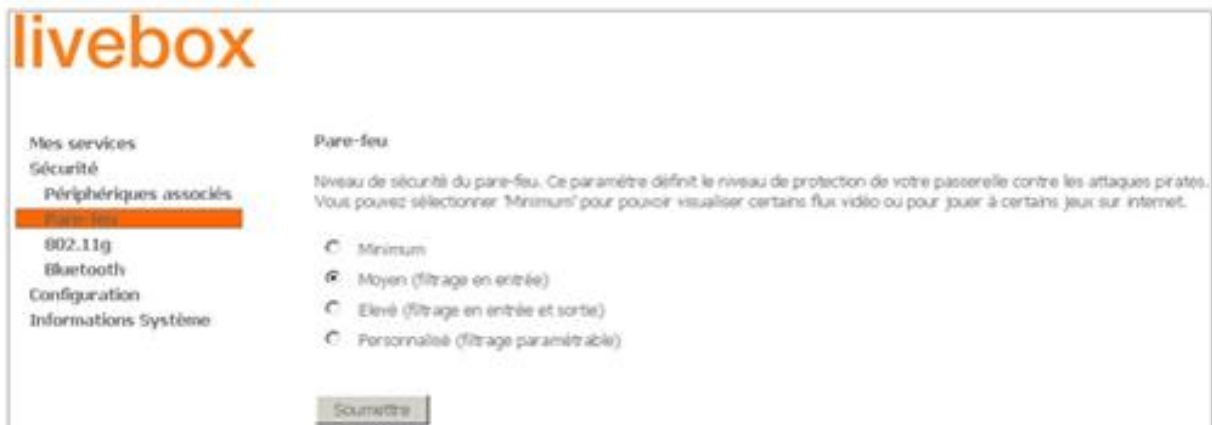 livebox
Mes services
Sécurité
Périphériques associés
Pare-feu
802.11g
Bluetooth
Configuration
Informations Système
Pare-feu
Niveau de sécurité du pare-feu. Ce paramètre définit le niveau de protection de votre passerelle contre les attaques pirates.
Vous pouvez sélectionner 'Minimum' pour pouvoir visualiser certains flux vidéo ou pour jouer à certains jeux sur internet.
Minimum
Moyen (filtrage en entrée)
Elevé (filtrage en entrée et sortie)
Personnalisé (filtrage paramétrable)
Soumettre